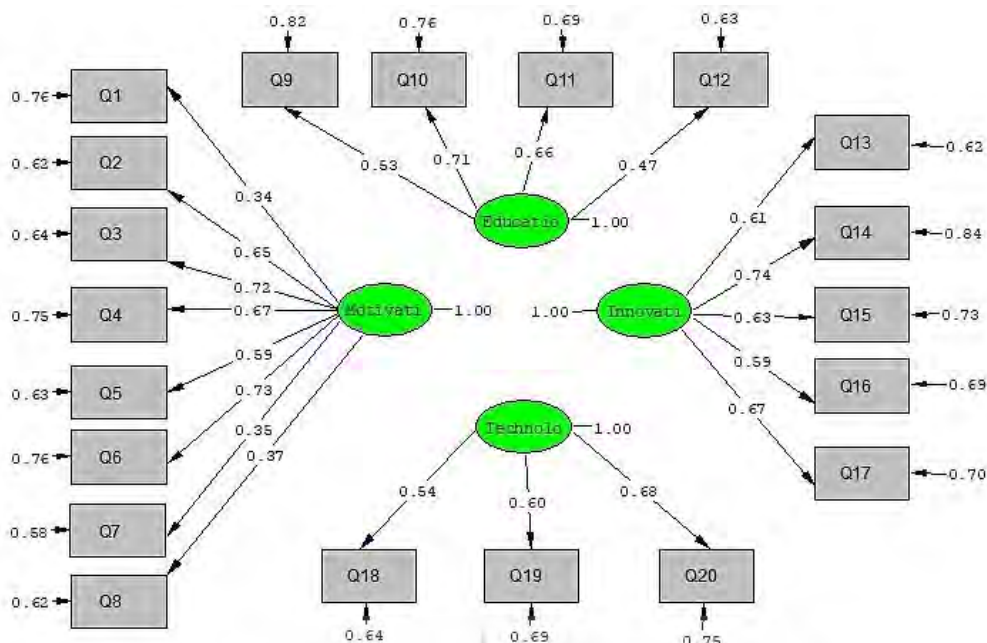 0.82
0.76
0.69
0.63
Q9
Q10
Q11
Q12
0.76
Q1
0.62
Q2
0.64
Q3
0.75
Q4
0.63
Q5
0.76
Q6
0.58
Q7
0.62
Q8
0.53
0.71
0.66
0.47
Educatio
1.00
0.34
0.65
0.72
0.67
0.59
0.73
0.35
0.37
Motivati
1.00
1.00
Innovati
0.61
0.74
0.63
0.59
0.67
Q13
0.62
Q14
0.84
Q15
0.73
Q16
0.69
Q17
0.70
Technolo
1.00
0.54
0.60
0.68
Q18
Q19
Q20
0.64
0.69
0.75